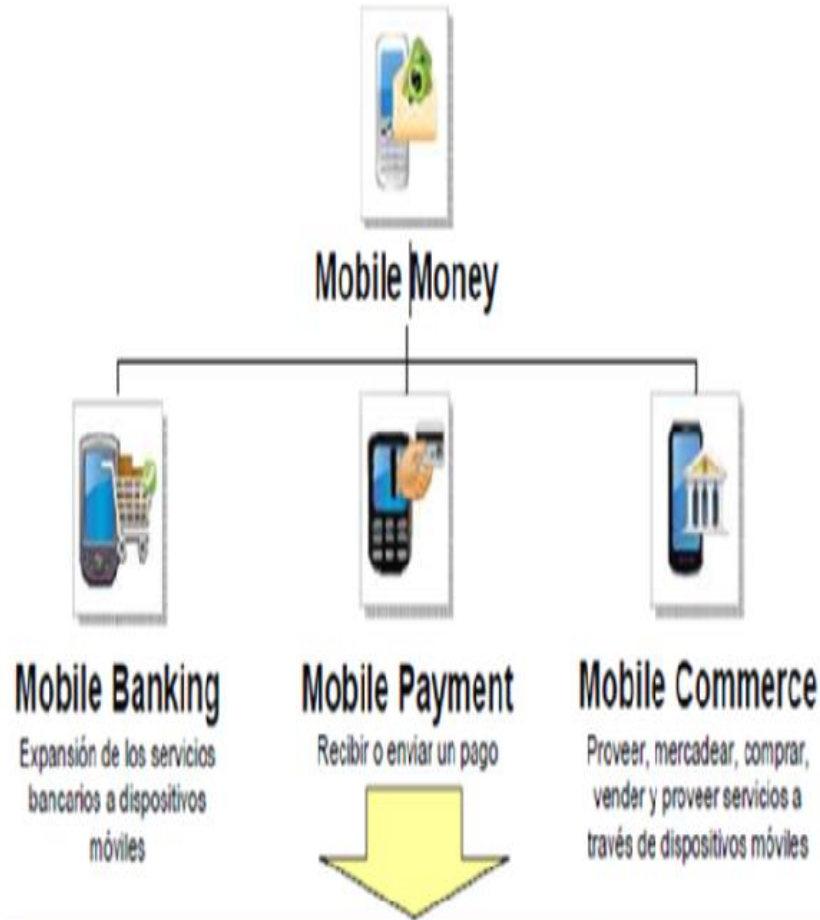 Mobile Money
Mobile Banking
Expansión de los servicios
bancarios a dispositivos
móviles
Mobile Payment
Recibir o enviar un pago
Mobile Commerce
Proveer, mercadear, comprar,
vender y proveer servicios a
través de dispositivos móviles